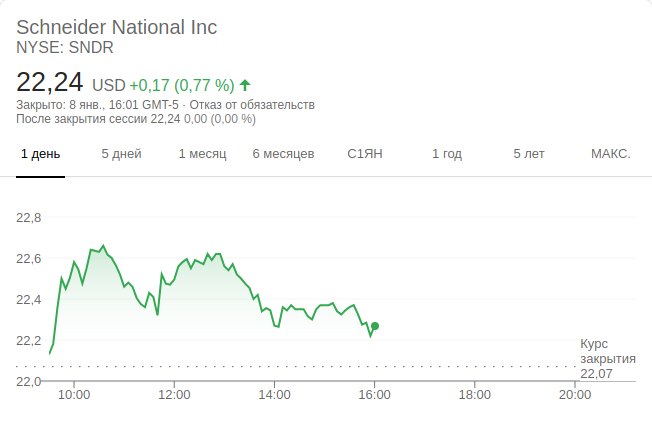 Schneider National Inc
NYSE: SNDR
22,24 USD +0,17 (0,77 %)
Закрыто: 8 янв., 16:01 GMT-5 · Отказ от обязательств
После закрытия сессии 22,24 0,00 (0,00 %)
1 день 5 дней 1 месяц 6 месяцев С1ЯН 1 год 5 лет МАКС.
22,8
22,6
22,4
22,2
Курс
закрытия
22,07
22,0
10:00 12:00 14:00 16:00 18:00 20:00